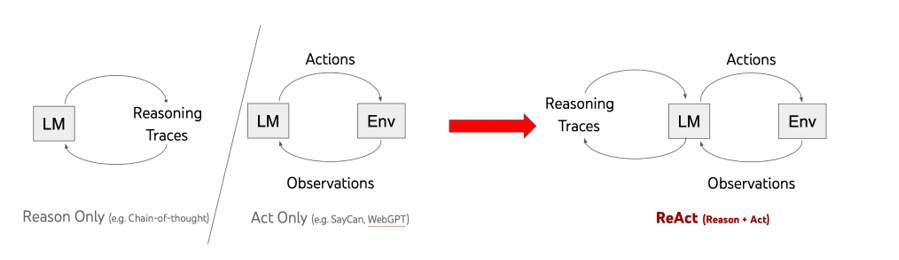 LM
Reasoning
Traces
Reason Only (e.g. Chain-of-thought)
Actions
LM
Env
Observations
Act Only (e.g. SayCan, WebGPT)
Reasoning
Traces
Actions
LM
Env
Observations
ReAct (Reason + Act)